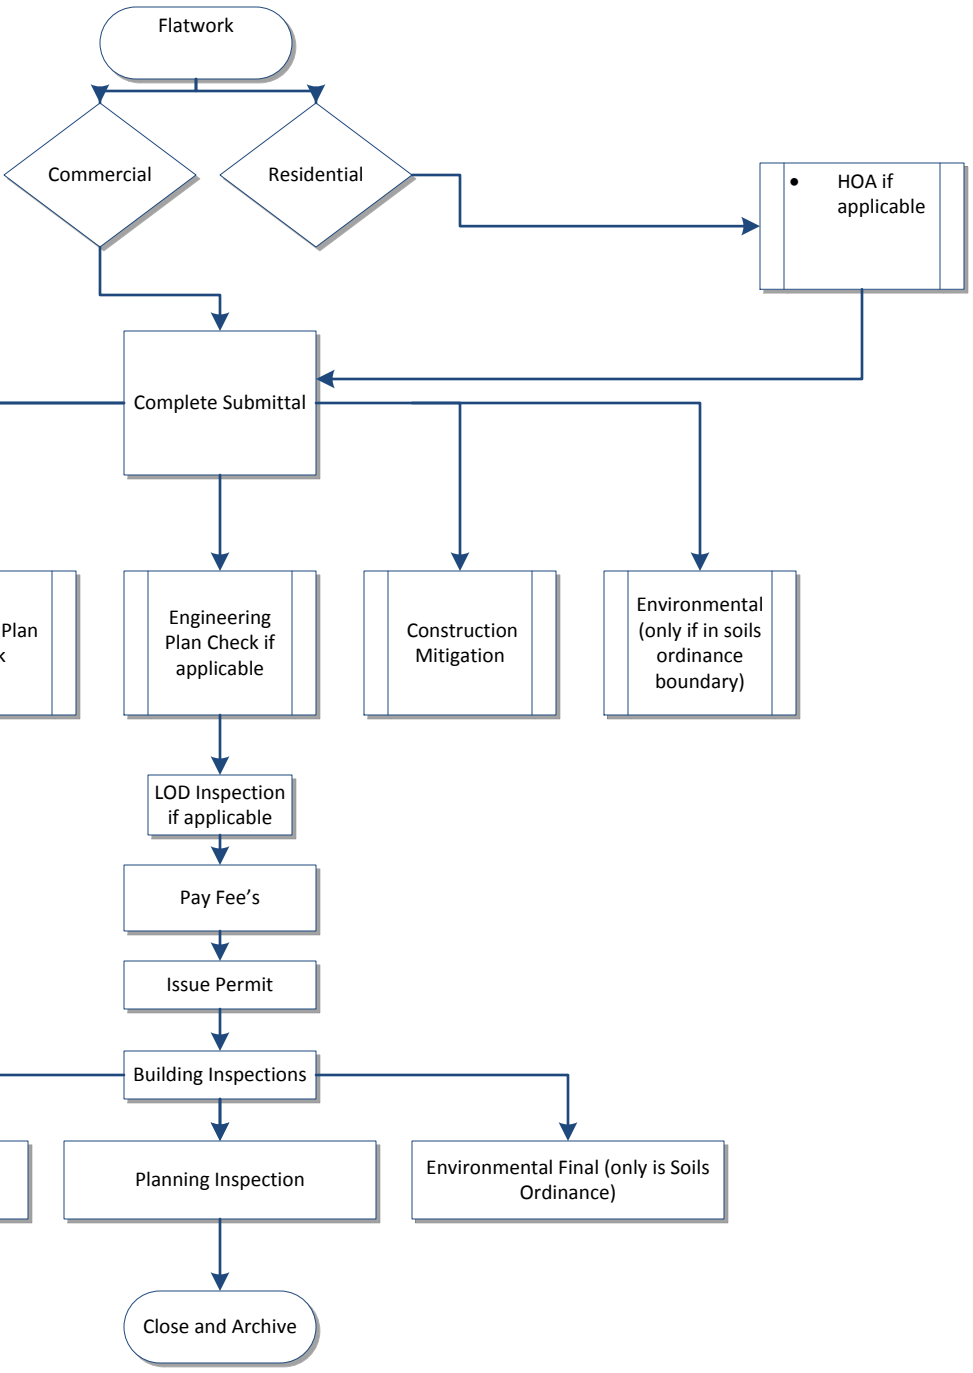 Flatwork
Commercial
Residential
• HOA if
applicable
Complete Submittal
Plan
k
Engineering
Plan Check if
applicable
Construction
Mitigation
Environmental
(only if in soils
ordinance
boundary)
LOD Inspection
if applicable
Pay Fee’s
Issue Permit
Building Inspections
Planning Inspection
Environmental Final (only is Soils
Ordinance)
Close and Archive